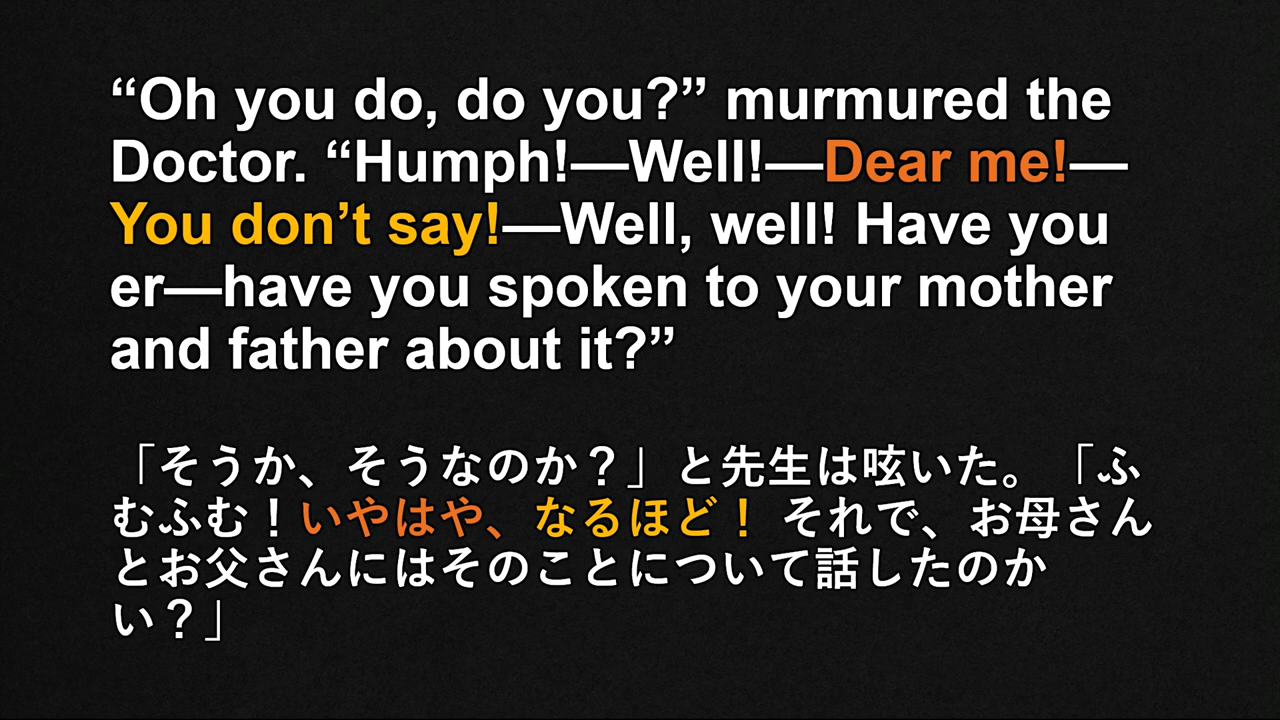 “Oh you do, do you?” murmured the
Doctor. “Humph!—Well!—Dear me!—
You don’t say!—Well, well! Have you
er—have you spoken to your mother
and father about it?”
「そうか、そうなのか？」と先生は呟いた。「ふ
むふむ！いやはや、なるほど！ それで、お母さん
とお父さんにはそのことについて話したのか
い？」